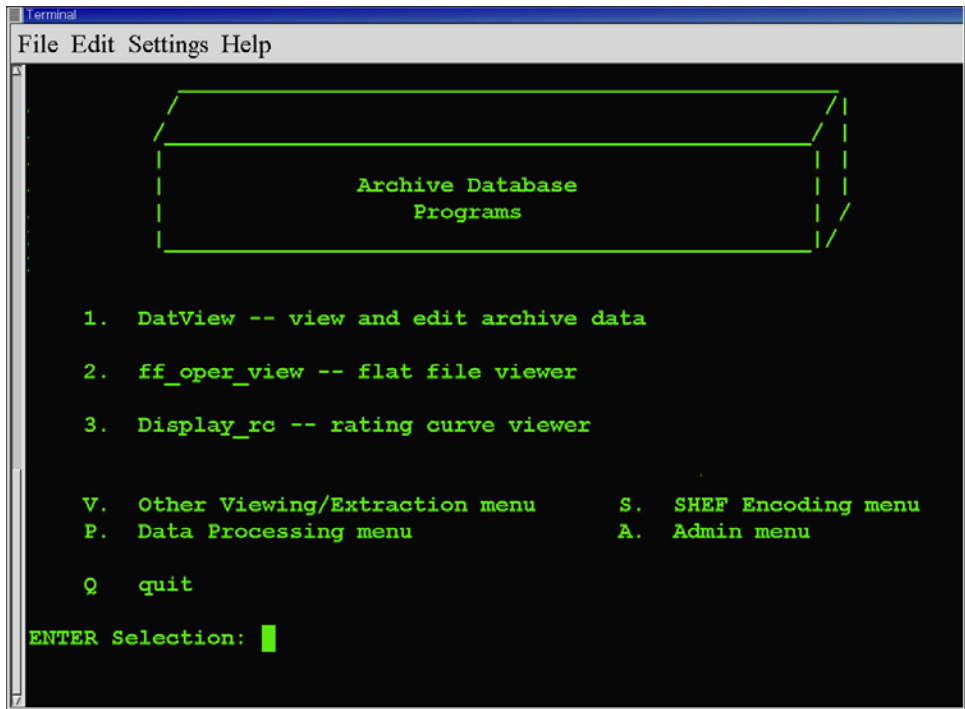 Terminal
File Edit Settings Help
Archive Database
Programs
1. DatView -- view and edit archive data
2. ff_oper_view -- flat file viewer
3. Display_rc -- rating curve viewer
V. Other Viewing/Extraction menu S. SHEF Encoding menu
P. Data Processing menu A. Admin menu
Q quit
ENTER Selection: